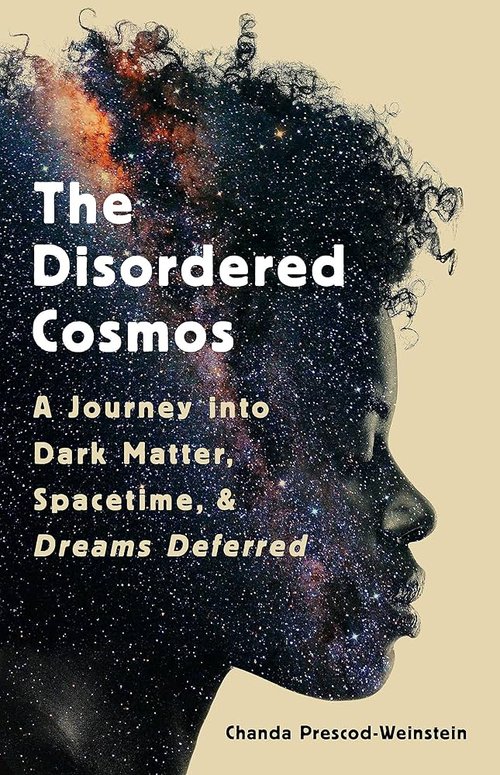 The
Disordered
Cosmos
A Journey into
Dark Matter,
Spacetime, &
Dreams Deferred
Chanda Prescod-Weinstein